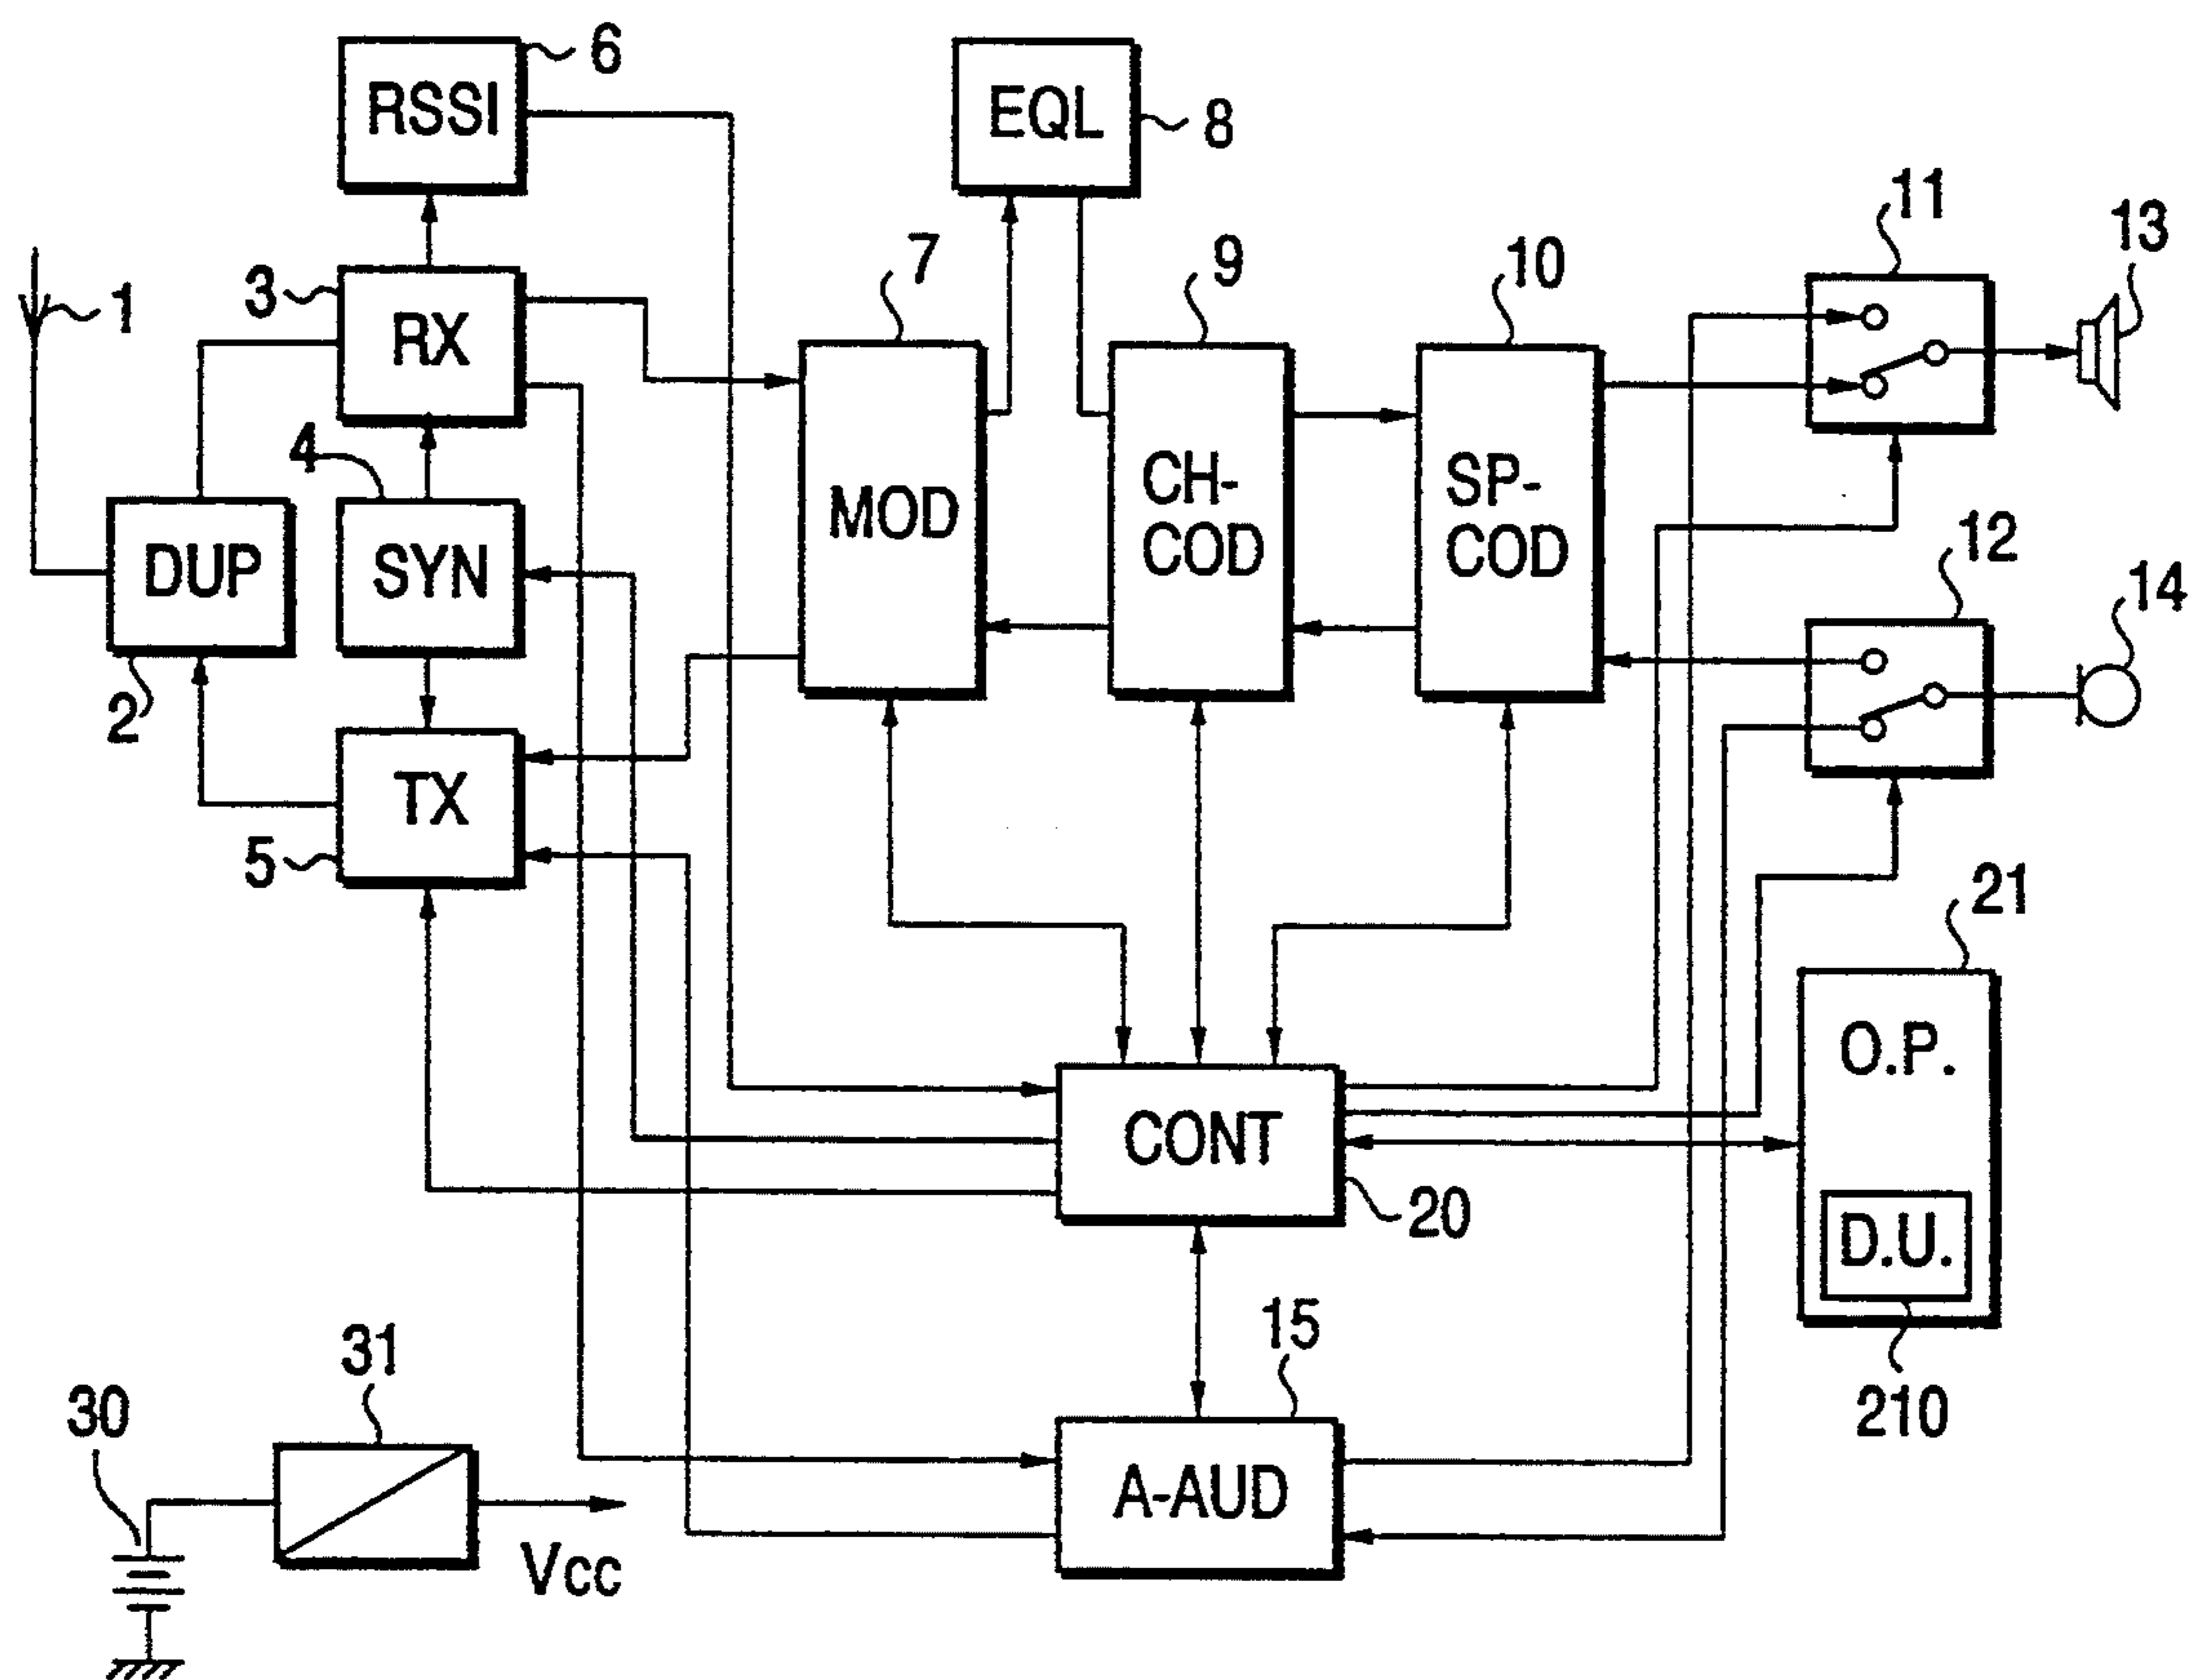 6
RSSI
EQL
8
11
13
7
9
10
3
1
RX
4
MOD
CH-
COD
SP-
COD
12
14
DUP
SYN
2
TX
5
21
O.P.
CONT
20
D.U.
210
15
31
30
A-AUD
Vcc